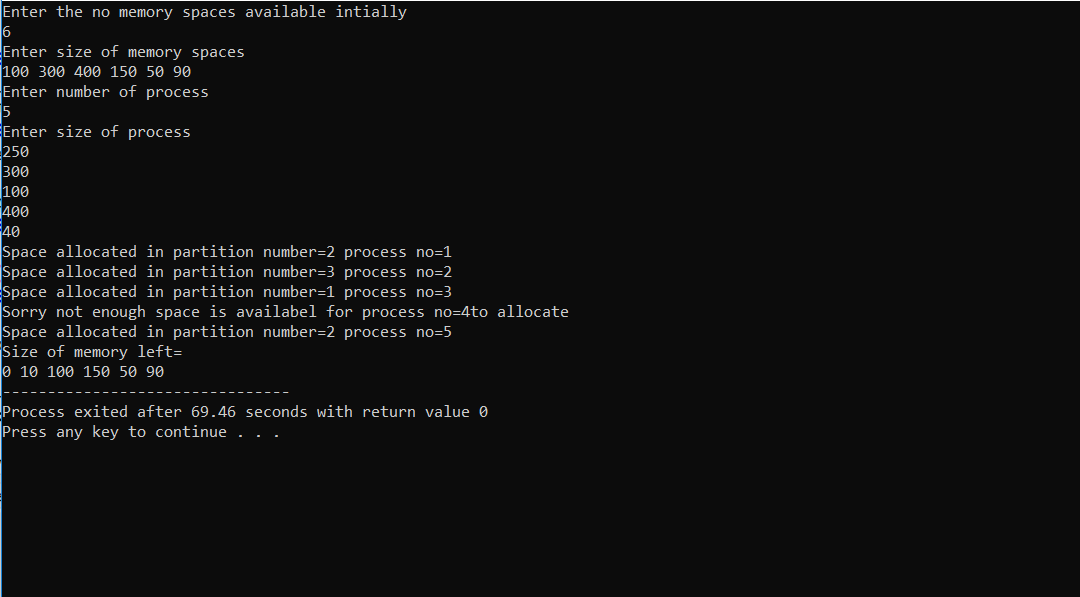 Enter the no memory spaces available intially
6
Enter size of memory spaces
100 300 400 150 50 90
Enter number of process
5
Enter size of process
250
300
100
400
40
Space allocated in partition number=2 process no=1
Space allocated in partition number=3 process no=2
Space allocated in partition number=1 process no=3
Sorry not enough space is availabel for process no=4to allocate
Space allocated in partition number=2 process no=5
Size of memory left=
0 10 100 150 50 90
--------------------------------
Process exited after 69.46 seconds with return value 0
Press any key to continue . . .